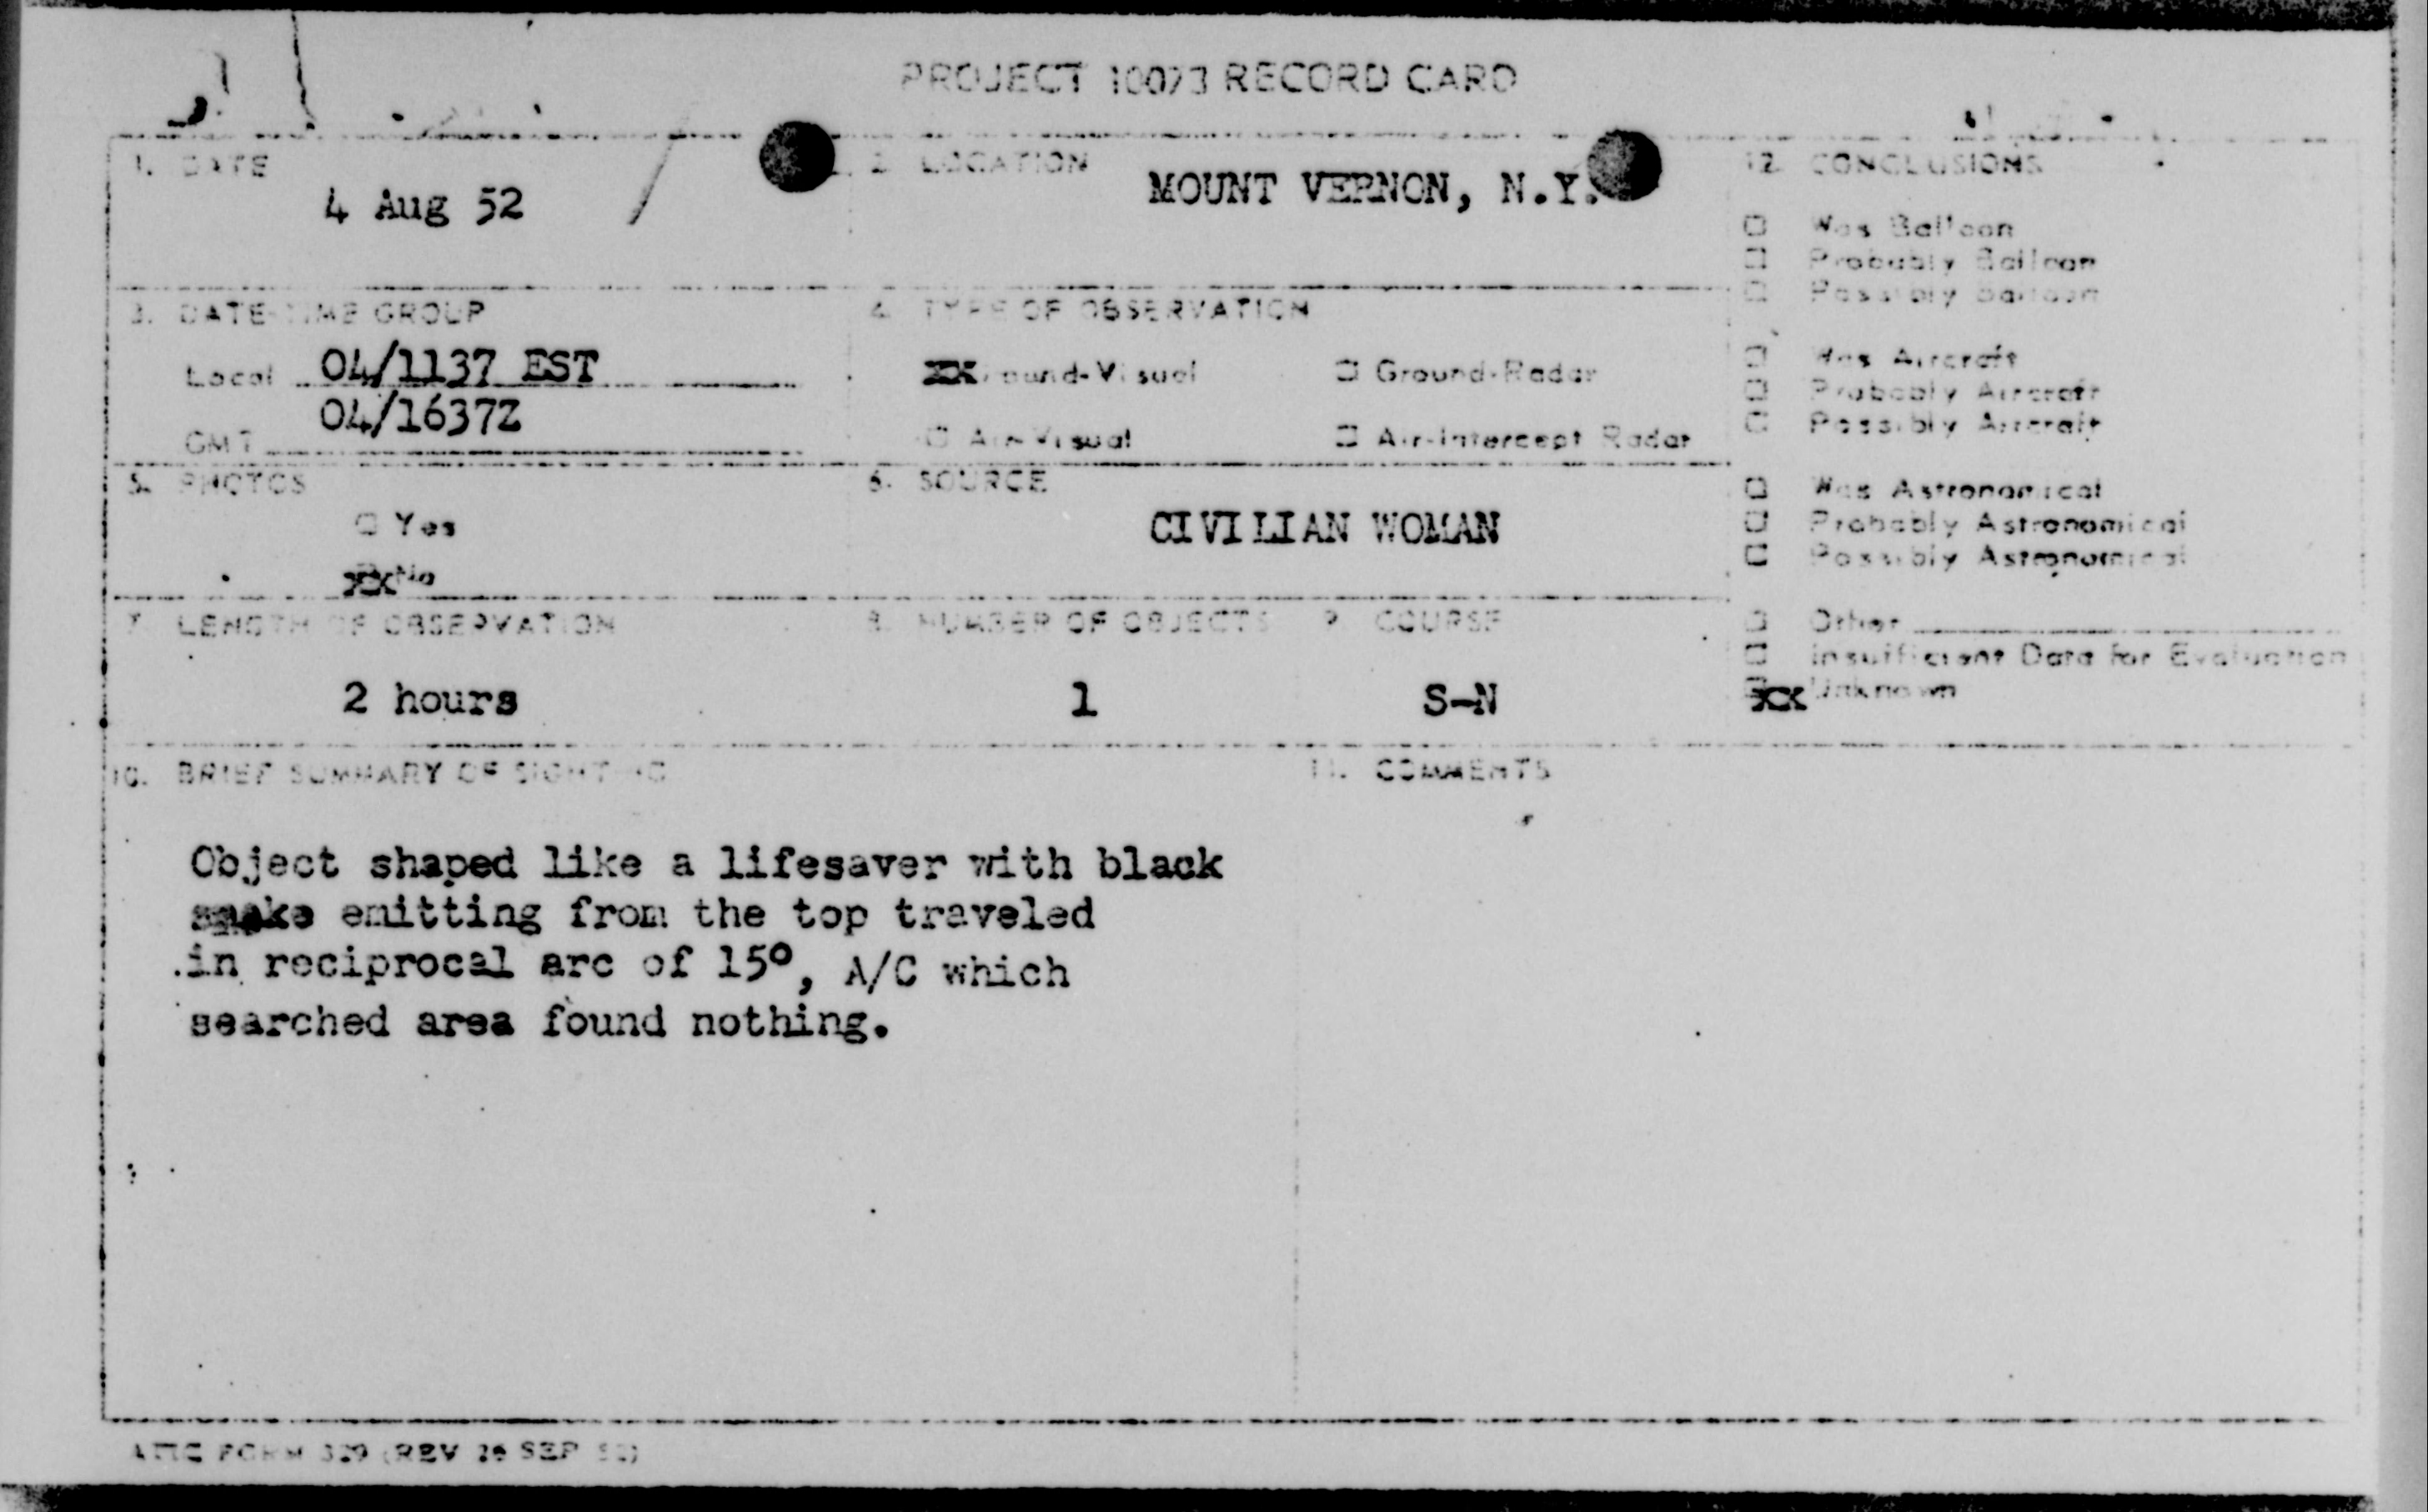 PROJECT 10073 RECORD CARD
1. DATE
4 Aug 52
2. LOCATION
MOUNT VERNON, N.Y.
3. DATE-TIME GROUP
Local 04/1137 EST
04/1637Z
GMT
4. TYPE OF OBSERVATION
XX Ground-Visual
Ground-Radar
Air-Visual
Air-Intercept Radar
5. PHOTOS
Yes
XX No
6. SOURCE
CIVILIAN WOMAN
7. LENGTH OF OBSERVATION
2 hours
8. NUMBER OF OBJECTS
1
9. COURSE
S-N
12. CONCLUSIONS
Was Balloon
Probably Balloon
Possibly Balloon
Was Aircraft
Probably Aircraft
Possibly Aircraft
Was Astronomical
Probably Astronomical
Possibly Astronomical
Other
Insufficient Data for Evaluation
XX Unknown
10. BRIEF SUMMARY OF SIGHTING
Object shaped like a lifesaver with black
smoke emitting from the top traveled
in reciprocal arc of 15°, A/C which
searched area found nothing.
11. COMMENTS
ATIC FORM 329 (REV 26 SEP 52)